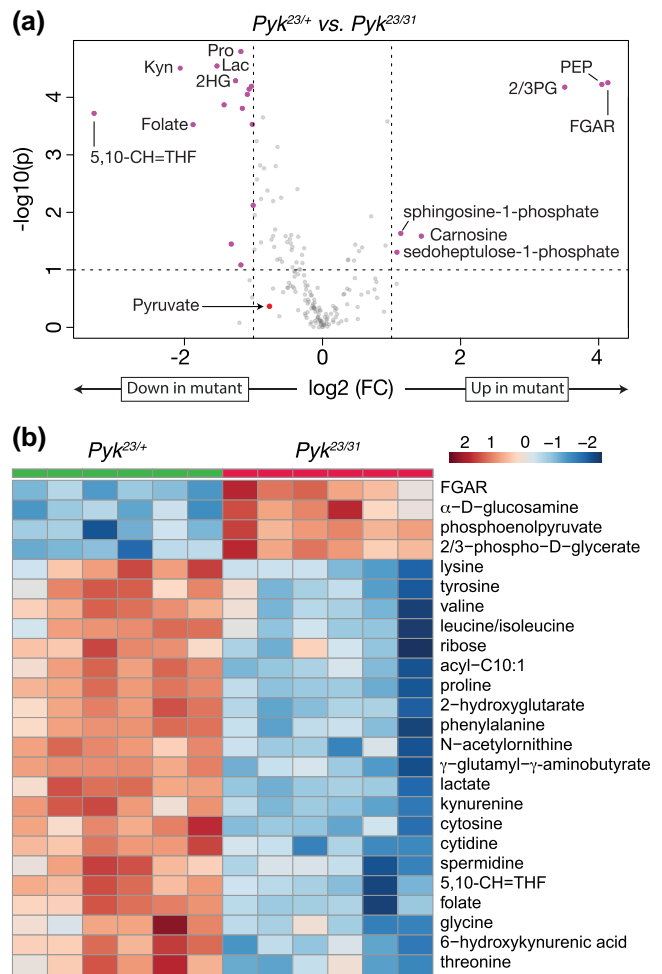 (a)
Pyk23/+ vs. Pyk23/31
-log10(p)
4
3
2
1
0
Pro
Kyn
Lac
2HG
Folate
5,10-CH=THF
PEP
2/3PG
FGAR
sphingosine-1-phosphate
Carnosine
sedoheptulose-1-phosphate
Pyruvate
-2 0 2 4
Down in mutant log2 (FC) Up in mutant
(b)
Pyk23/+ Pyk23/31
2 1 0 −1 −2
FGAR
α−D−glucosamine
phosphoenolpyruvate
2/3−phospho−D−glycerate
lysine
tyrosine
valine
leucine/isoleucine
ribose
acyl−C10:1
proline
2−hydroxyglutarate
phenylalanine
N−acetylornithine
γ−glutamyl−γ−aminobutyrate
lactate
kynurenine
cytosine
cytidine
spermidine
5,10−CH=THF
folate
glycine
6−hydroxykynurenic acid
threonine